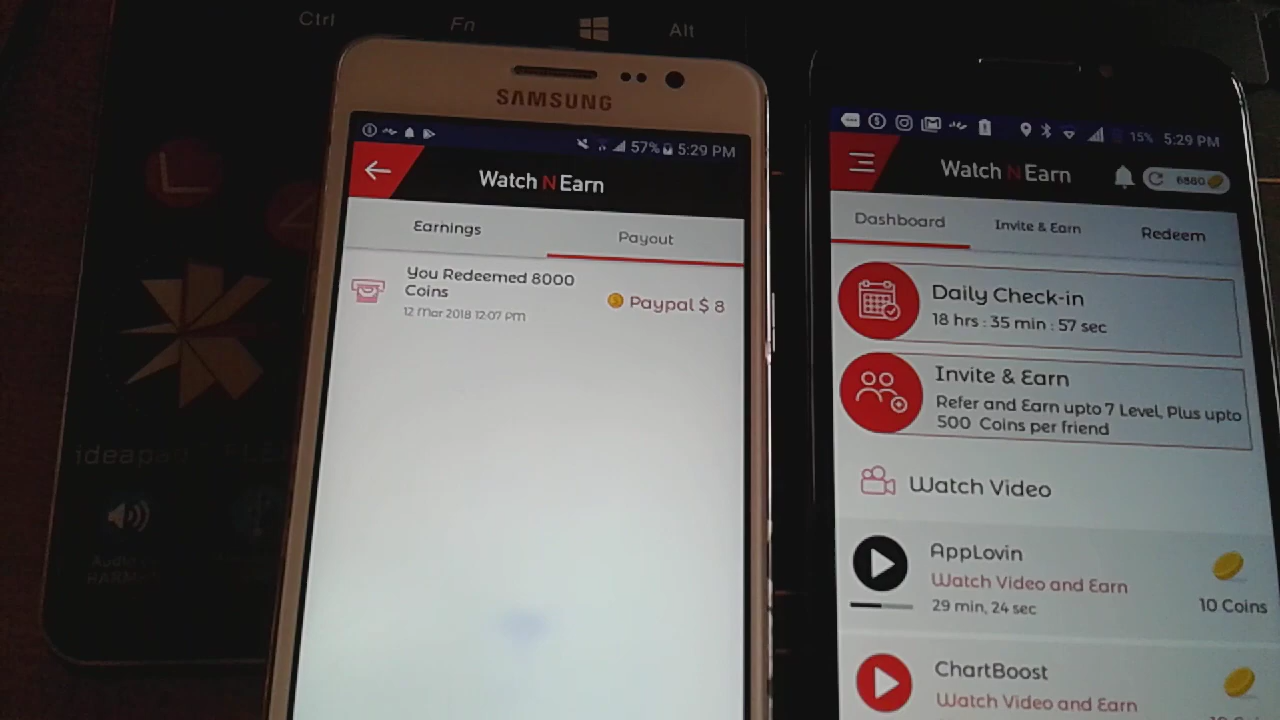 Ctrl
Fn
Alt
SAMSUNG
57% 5:29 PM
Watch N Earn
Earnings
Payout
You Redeemed 8000
Coins
12 Mar 2018 12:07 PM
Paypal $ 8
15% 5:29 PM
Watch N Earn
6880
Dashboard
Invite & Earn
Redeem
Daily Check-in
18 hrs : 35 min : 57 sec
Invite & Earn
Refer and Earn upto 7 Level, Plus upto
500 Coins per friend
Watch Video
AppLovin
Watch Video and Earn
29 min, 24 sec
10 Coins
ChartBoost
Watch Video and Earn
ideapad FLEX